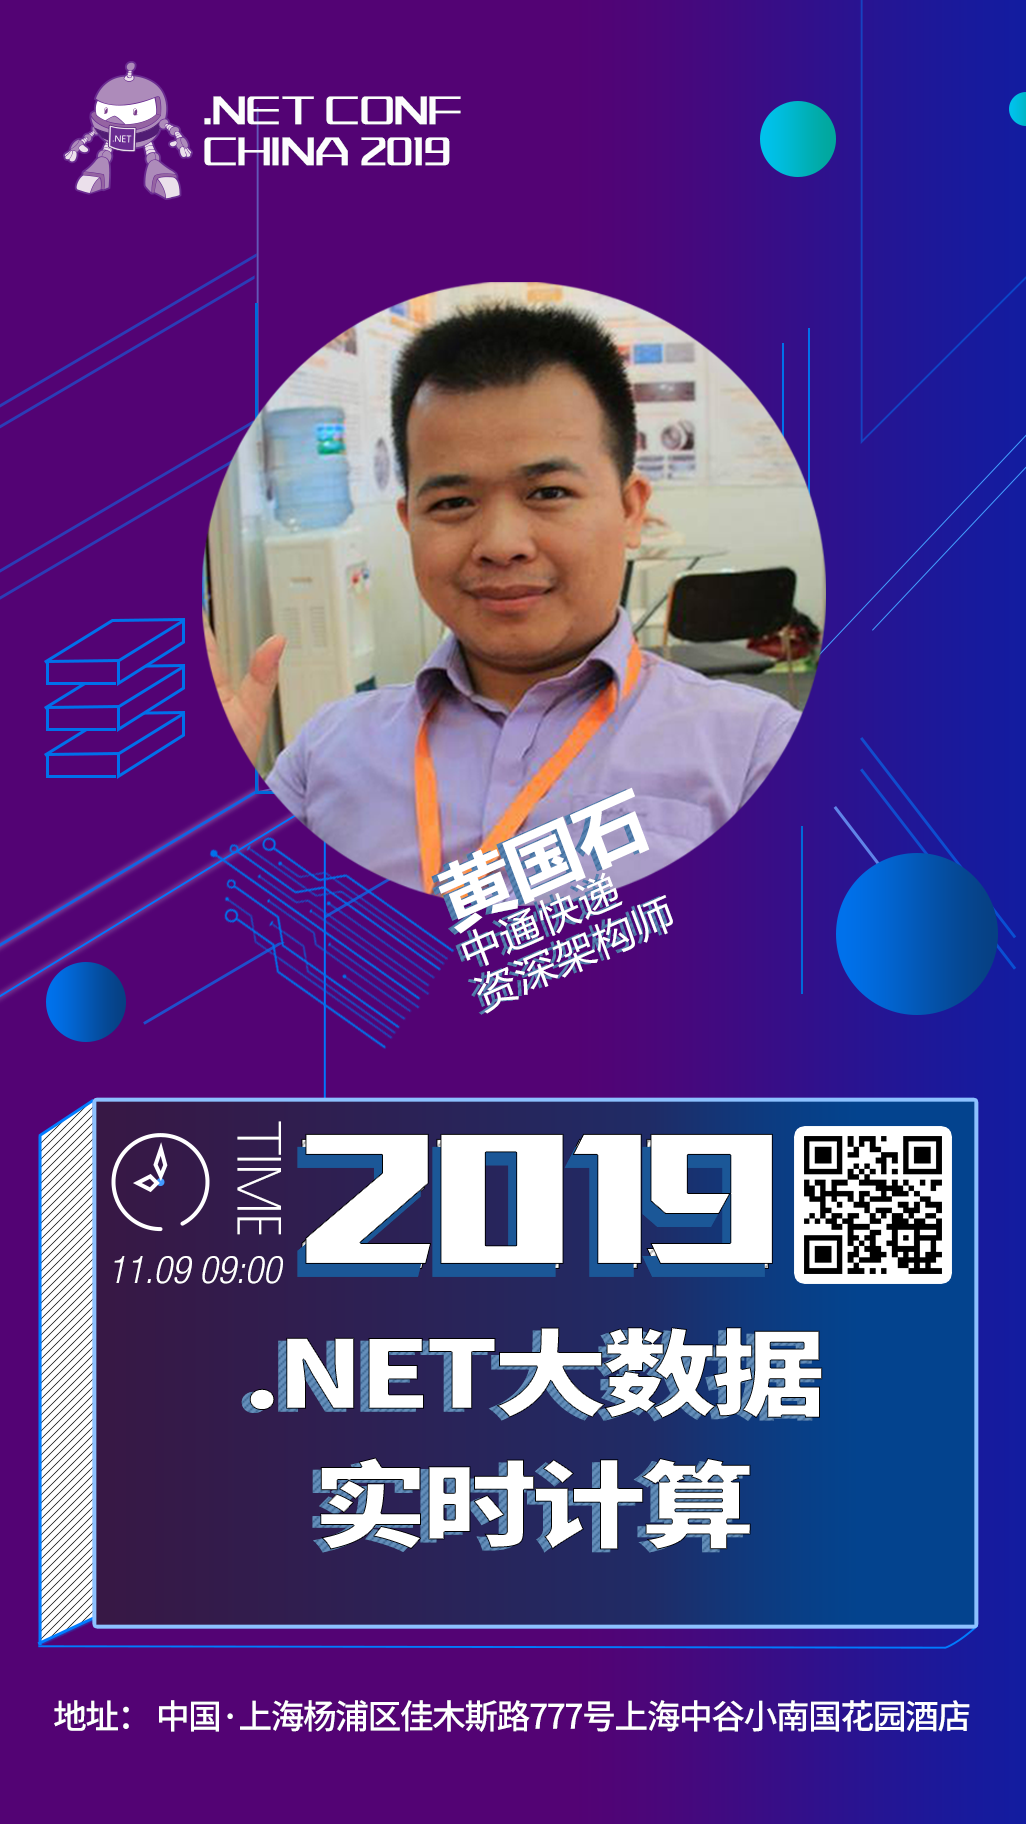 .NET
.NET CONF
CHINA 2019
黄国石
中通快递
资深架构师
TIME
11.09 09:00
2019
.NET大数据
实时计算
地址： 中国·上海杨浦区佳木斯路777号上海中谷小南国花园酒店